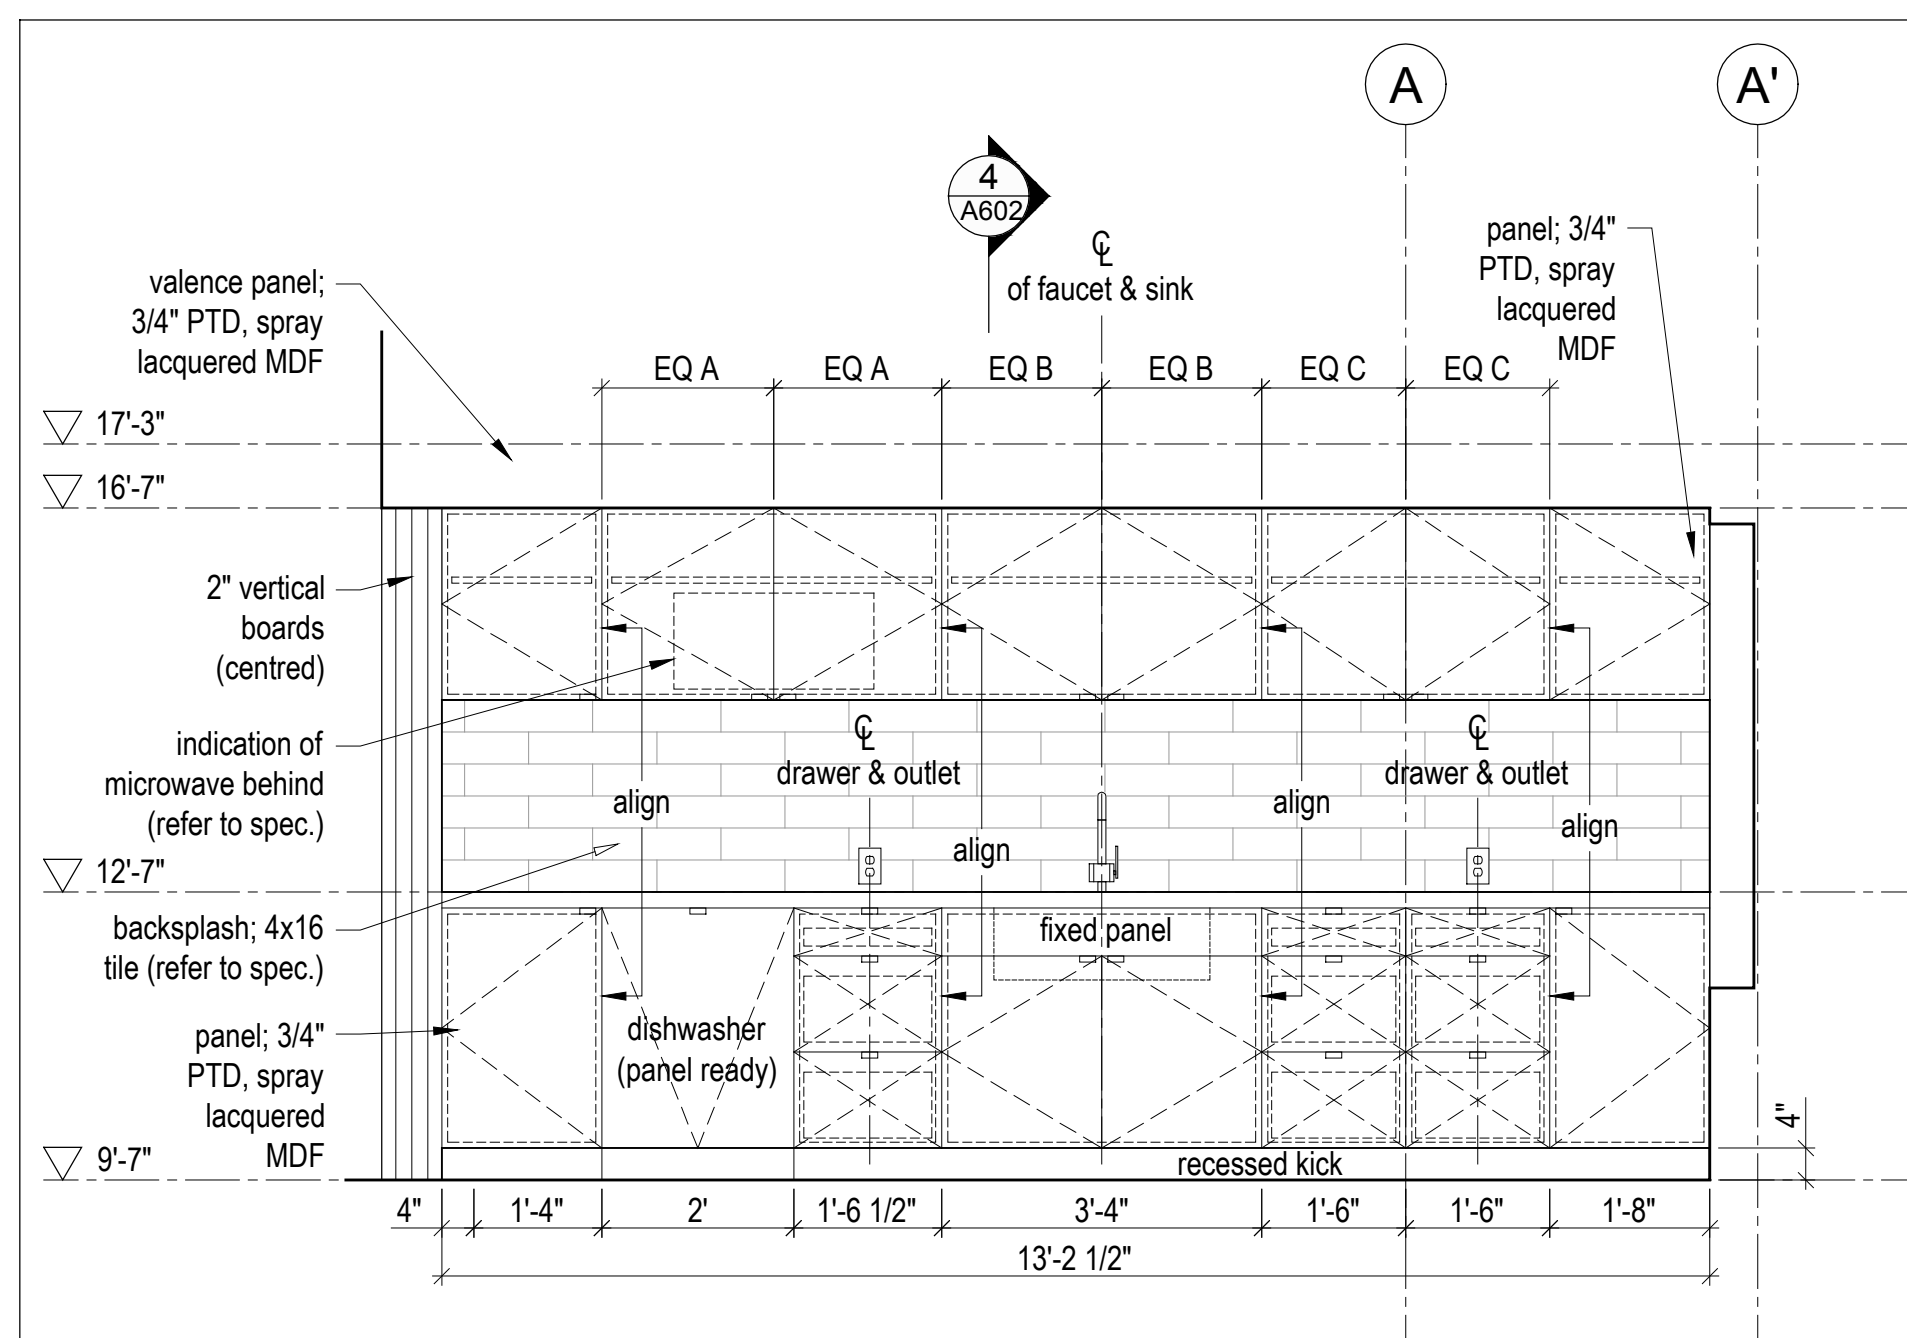 A
A'
4
A602
℄
of faucet & sink
panel; 3/4"
PTD, spray
lacquered
MDF
valence panel;
3/4" PTD, spray
lacquered MDF
EQ A
EQ A
EQ B
EQ B
EQ C
EQ C
17'-3"
16'-7"
2" vertical
boards
(centred)
indication of
microwave behind
(refer to spec.)
℄
drawer & outlet
℄
drawer & outlet
align
align
align
align
12'-7"
backsplash; 4x16
tile (refer to spec.)
fixed panel
panel; 3/4"
PTD, spray
lacquered
MDF
dishwasher
(panel ready)
9'-7"
recessed kick
4"
4"
1'-4"
2'
1'-6 1/2"
3'-4"
1'-6"
1'-6"
1'-8"
13'-2 1/2"